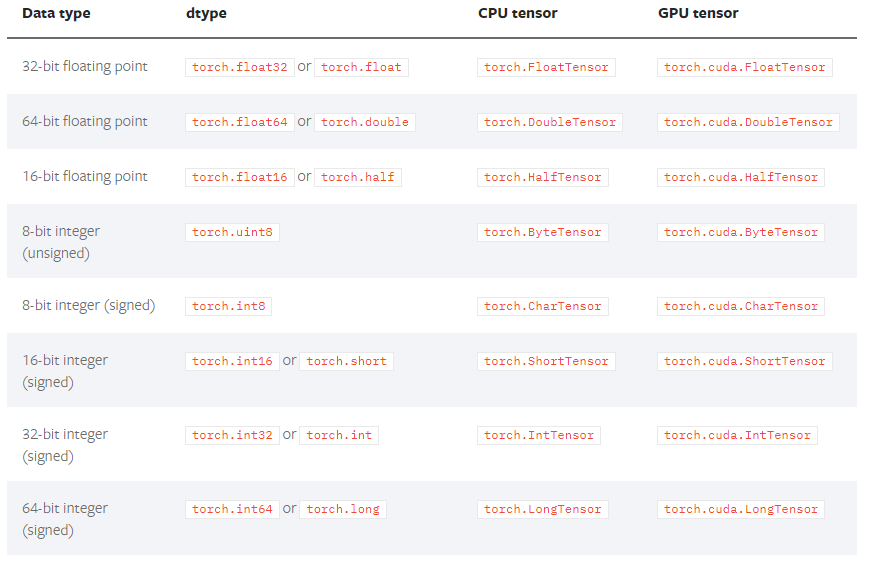 Data type dtype CPU tensor GPU tensor
32-bit floating point torch.float32 or torch.float torch.FloatTensor torch.cuda.FloatTensor
64-bit floating point torch.float64 or torch.double torch.DoubleTensor torch.cuda.DoubleTensor
16-bit floating point torch.float16 or torch.half torch.HalfTensor torch.cuda.HalfTensor
8-bit integer torch.uint8 torch.ByteTensor torch.cuda.ByteTensor
(unsigned)
8-bit integer (signed) torch.int8 torch.CharTensor torch.cuda.CharTensor
16-bit integer torch.int16 or torch.short torch.ShortTensor torch.cuda.ShortTensor
(signed)
32-bit integer torch.int32 or torch.int torch.IntTensor torch.cuda.IntTensor
(signed)
64-bit integer torch.int64 or torch.long torch.LongTensor torch.cuda.LongTensor
(signed)